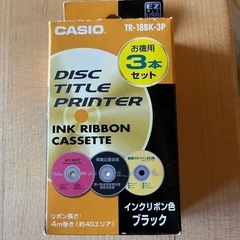 CASIO
EZ
TR-18BK-3P
お徳用
3本
セット
DISC
TITLE
PRINTER
INK RIBBON
CASSETTE
インクリボン色
ブラック
リボン長さ:
4m巻き(約40エリア)